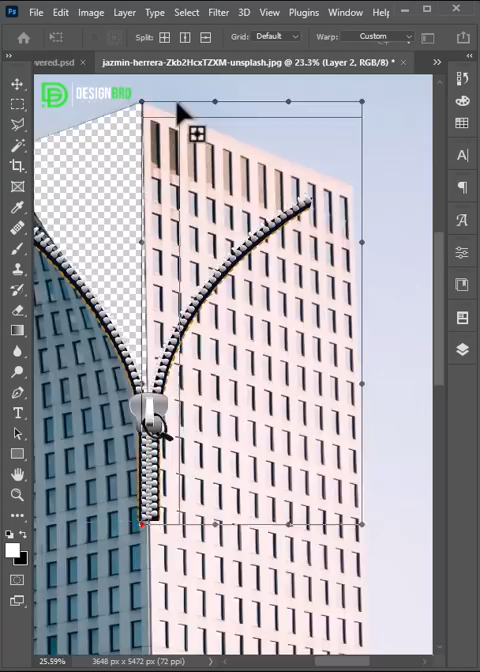 Ps
File
Edit
Image
Layer
Type
Select
Filter
3D
View
Plugins
Window
Help
Split:
Grid:
Default
Warp:
Custom
vered.psd
jazmin-herrera-Zkb2HcxTZXM-unsplash.jpg @ 23.3% (Layer 2, RGB/8) *
DESIGNBRO
25.59%
3648 px x 5472 px (72 ppi)